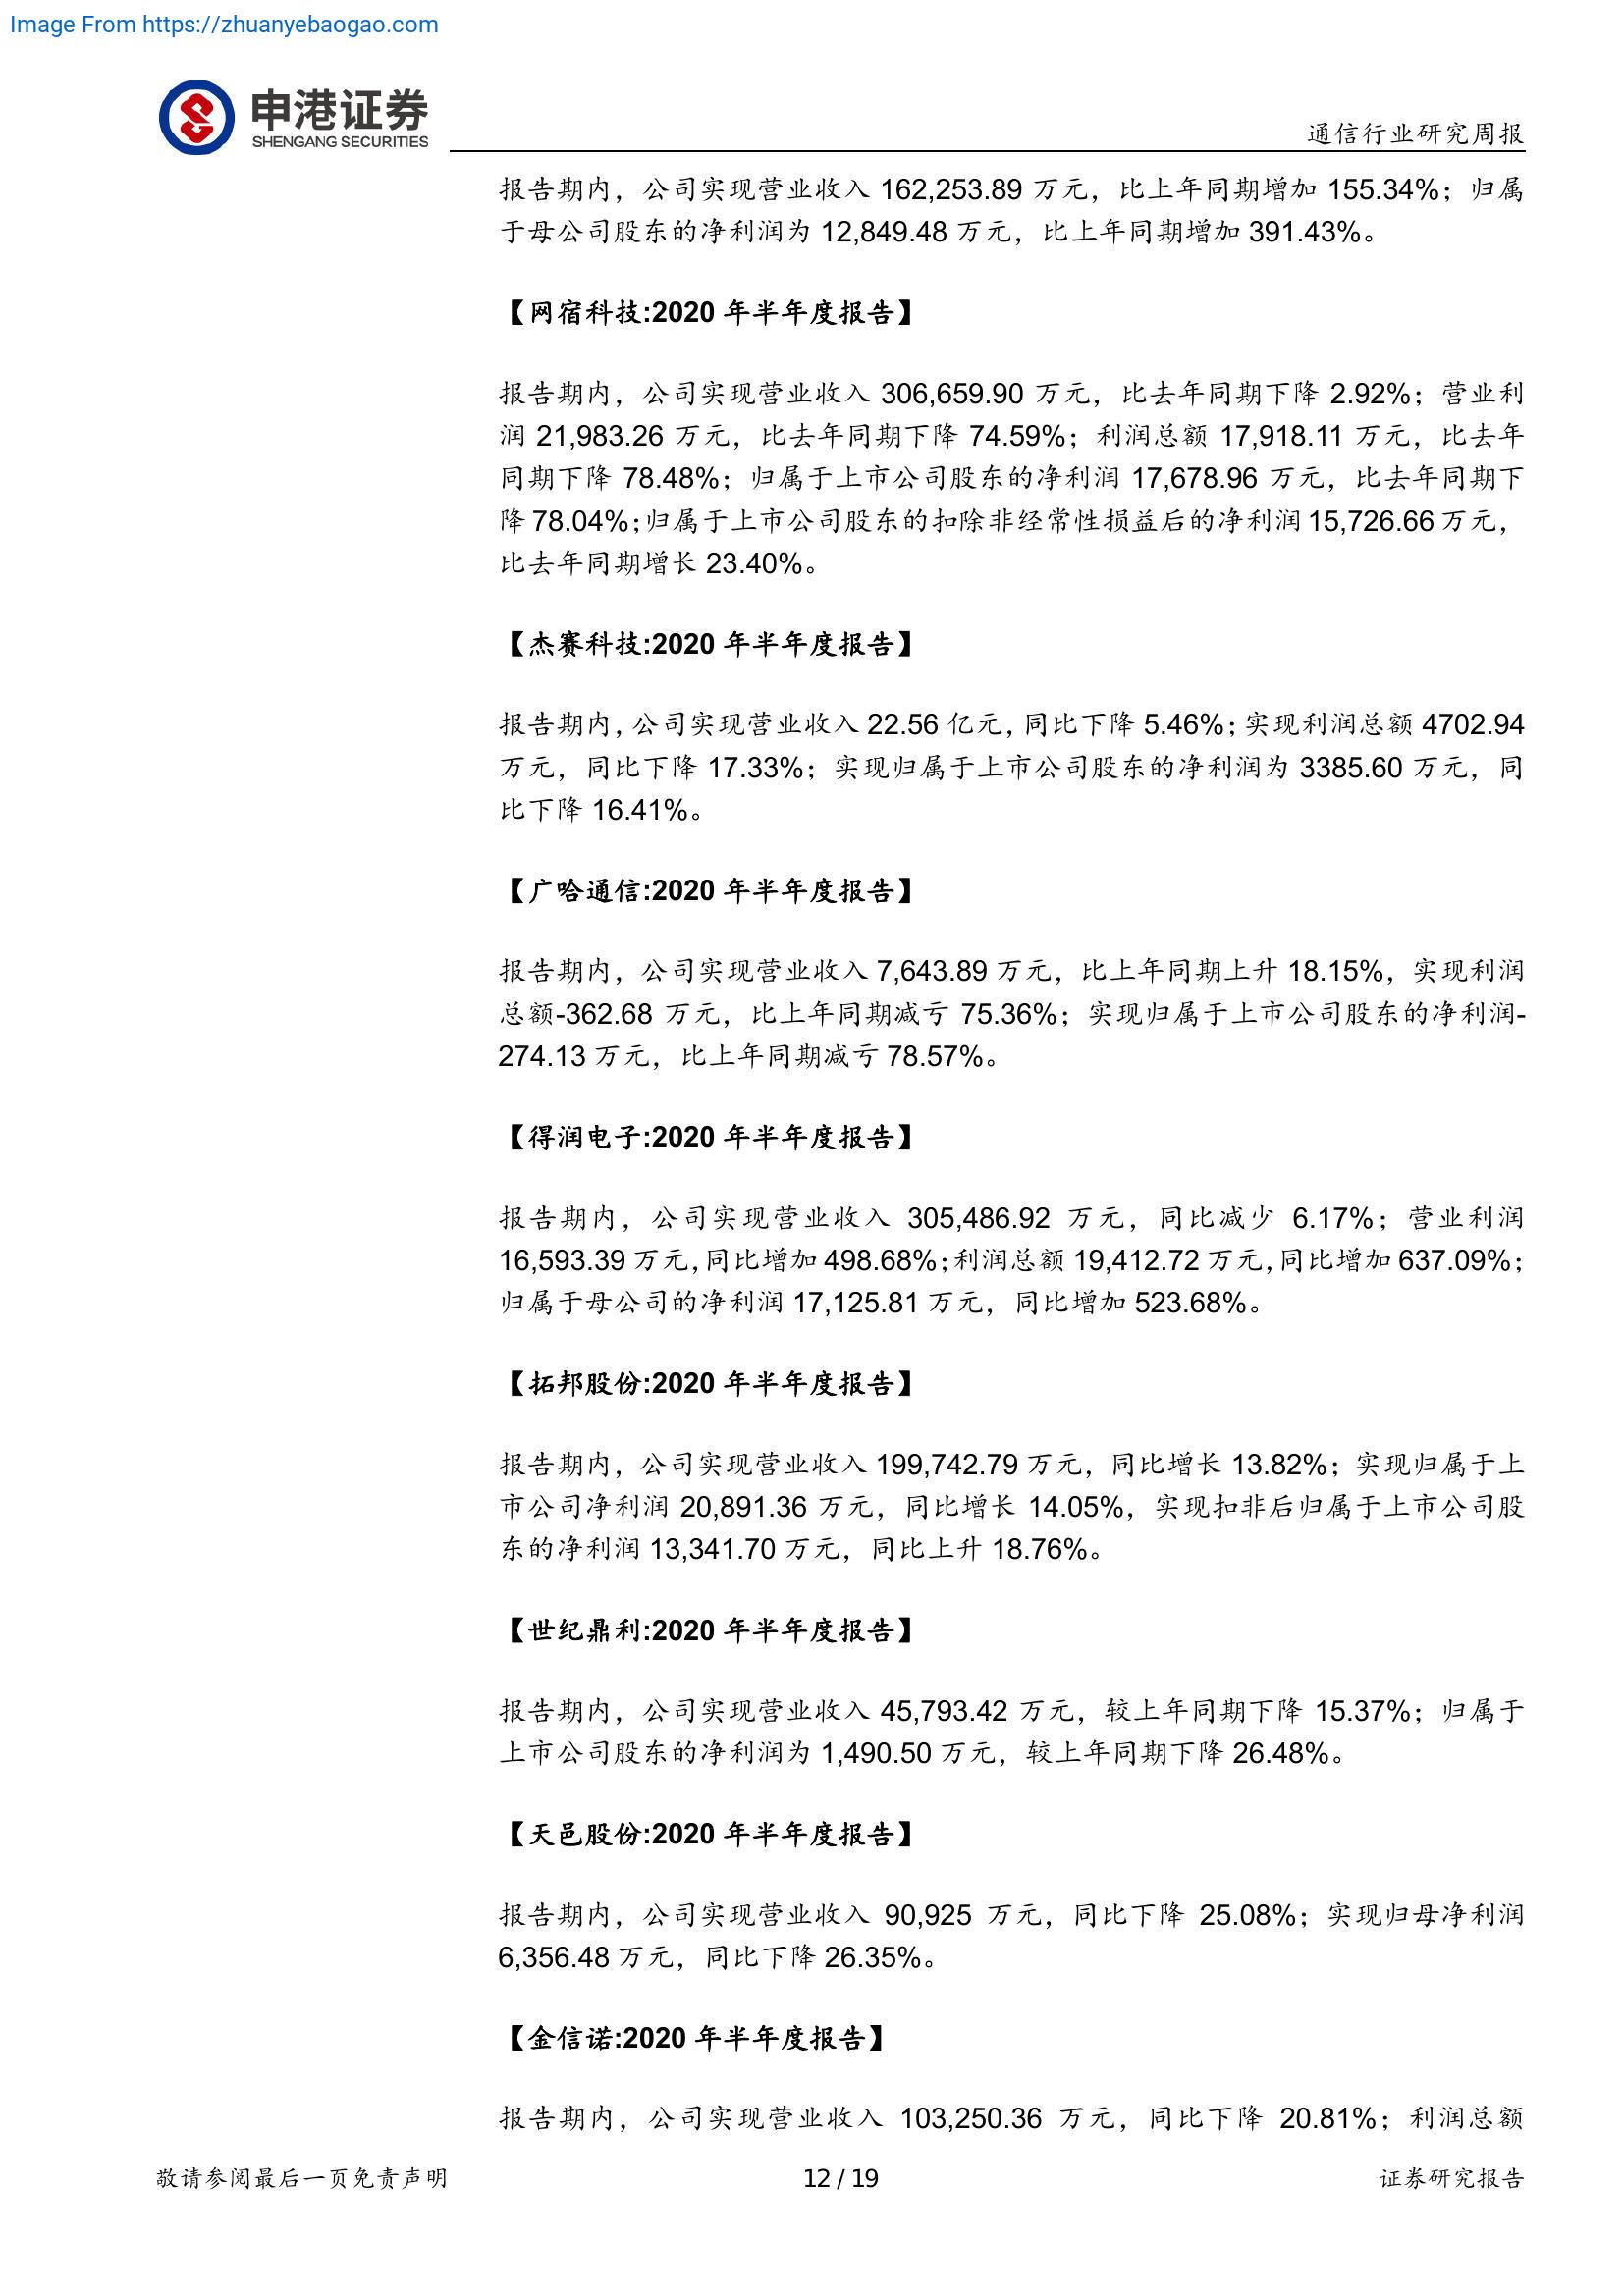 Image From https://zhuanyebaogao.com
申港证券
SHENGANG SECURITIES
通信行业研究周报
报告期内，公司实现营业收入 162,253.89 万元，比上年同期增加 155.34%；归属
于母公司股东的净利润为 12,849.48 万元，比上年同期增加 391.43%。
【网宿科技:2020 年半年度报告】
报告期内，公司实现营业收入 306,659.90 万元，比去年同期下降 2.92%；营业利
润 21,983.26 万元，比去年同期下降 74.59%；利润总额 17,918.11 万元，比去年
同期下降 78.48%；归属于上市公司股东的净利润 17,678.96 万元，比去年同期下
降 78.04%；归属于上市公司股东的扣除非经常性损益后的净利润 15,726.66 万元，
比去年同期增长 23.40%。
【杰赛科技:2020 年半年度报告】
报告期内，公司实现营业收入 22.56 亿元，同比下降 5.46%；实现利润总额 4702.94
万元，同比下降 17.33%；实现归属于上市公司股东的净利润为 3385.60 万元，同
比下降 16.41%。
【广哈通信:2020 年半年度报告】
报告期内，公司实现营业收入 7,643.89 万元，比上年同期上升 18.15%，实现利润
总额-362.68 万元，比上年同期减亏 75.36%；实现归属于上市公司股东的净利润-
274.13 万元，比上年同期减亏 78.57%。
【得润电子:2020 年半年度报告】
报告期内，公司实现营业收入 305,486.92 万元，同比减少 6.17%；营业利润
16,593.39 万元，同比增加 498.68%；利润总额 19,412.72 万元，同比增加 637.09%；
归属于母公司的净利润 17,125.81 万元，同比增加 523.68%。
【拓邦股份:2020 年半年度报告】
报告期内，公司实现营业收入 199,742.79 万元，同比增长 13.82%；实现归属于上
市公司净利润 20,891.36 万元，同比增长 14.05%，实现扣非后归属于上市公司股
东的净利润 13,341.70 万元，同比上升 18.76%。
【世纪鼎利:2020 年半年度报告】
报告期内，公司实现营业收入 45,793.42 万元，较上年同期下降 15.37%；归属于
上市公司股东的净利润为 1,490.50 万元，较上年同期下降 26.48%。
【天邑股份:2020 年半年度报告】
报告期内，公司实现营业收入 90,925 万元，同比下降 25.08%；实现归母净利润
6,356.48 万元，同比下降 26.35%。
【金信诺:2020 年半年度报告】
报告期内，公司实现营业收入 103,250.36 万元，同比下降 20.81%；利润总额
敬请参阅最后一页免责声明
12 / 19
证券研究报告